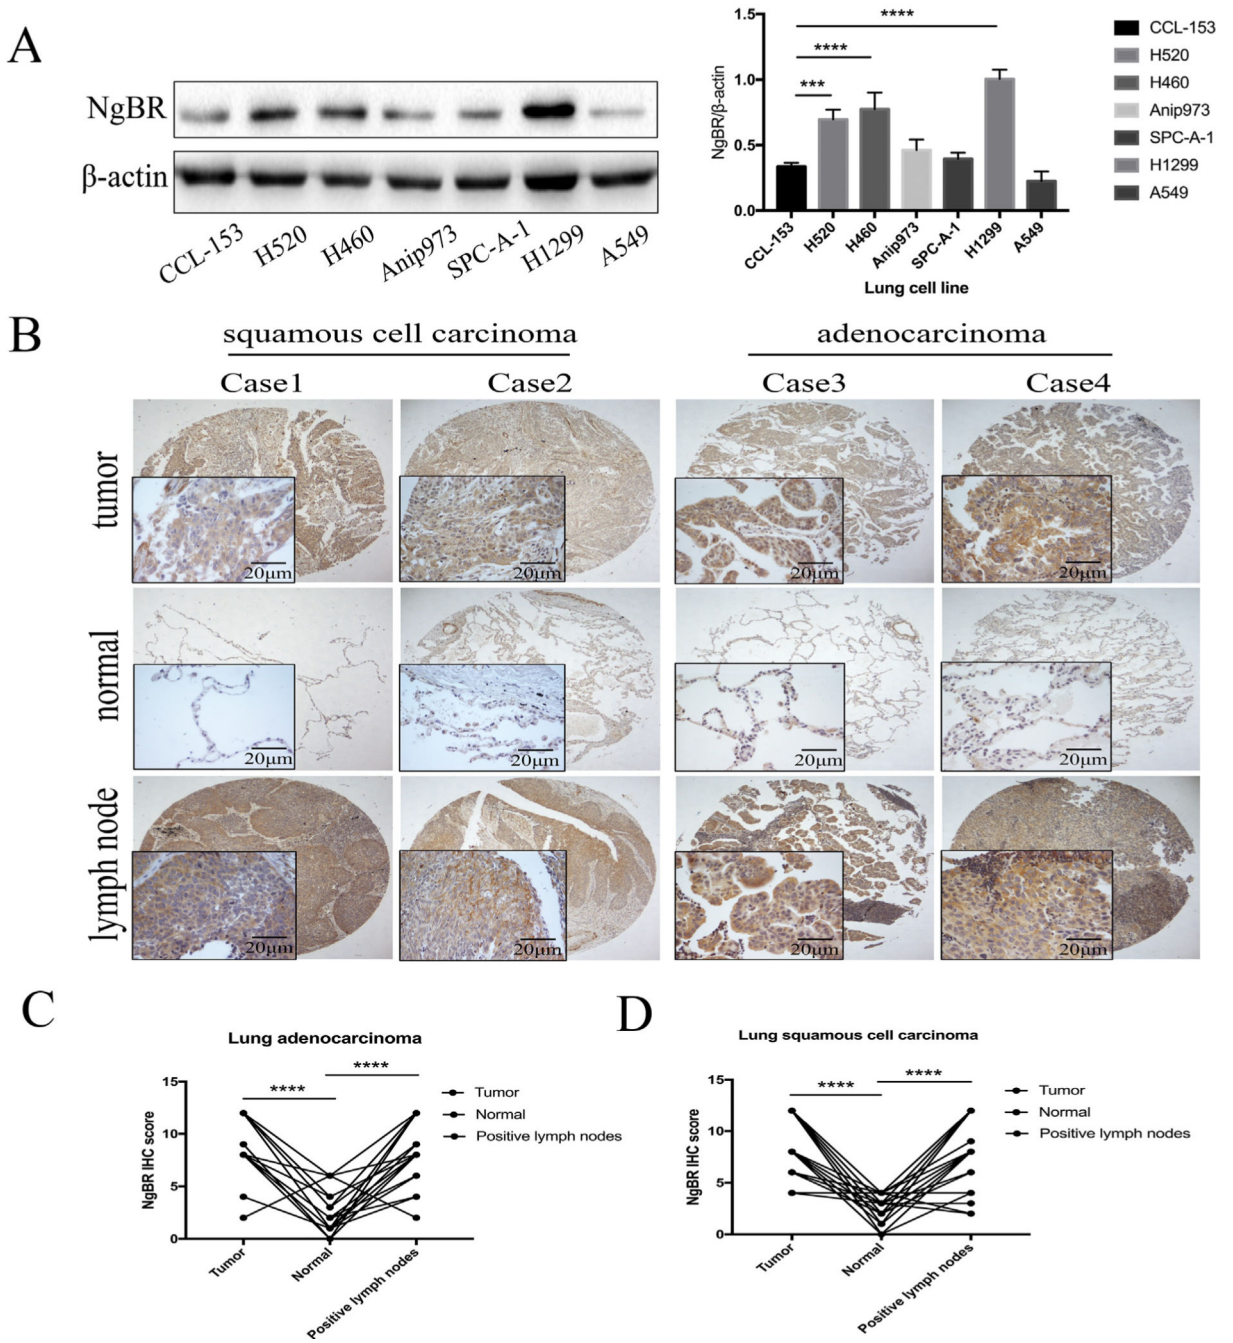 A
NgBR
β-actin
CCL-153
H520
H460
Anip973
SPC-A-1
H1299
A549
1.5
1.0
0.5
0.0
NgBR/β-actin
***
****
****
CCL-153
H520
H460
Anip973
SPC-A-1
H1299
A549
Lung cell line
CCL-153
H520
H460
Anip973
SPC-A-1
H1299
A549
B
squamous cell carcinoma
adenocarcinoma
Case1
Case2
Case3
Case4
tumor
20μm
20μm
20μm
20μm
normal
20μm
20μm
20μm
20μm
lymph node
20μm
20μm
20μm
20μm
C
Lung adenocarcinoma
****
****
15
10
5
0
NgBR IHC score
Tumor
Normal
Positive lymph nodes
Tumor
Normal
Positive lymph nodes
D
Lung squamous cell carcinoma
****
****
15
10
5
0
NgBR IHC score
Tumor
Normal
Positive lymph nodes
Tumor
Normal
Positive lymph nodes